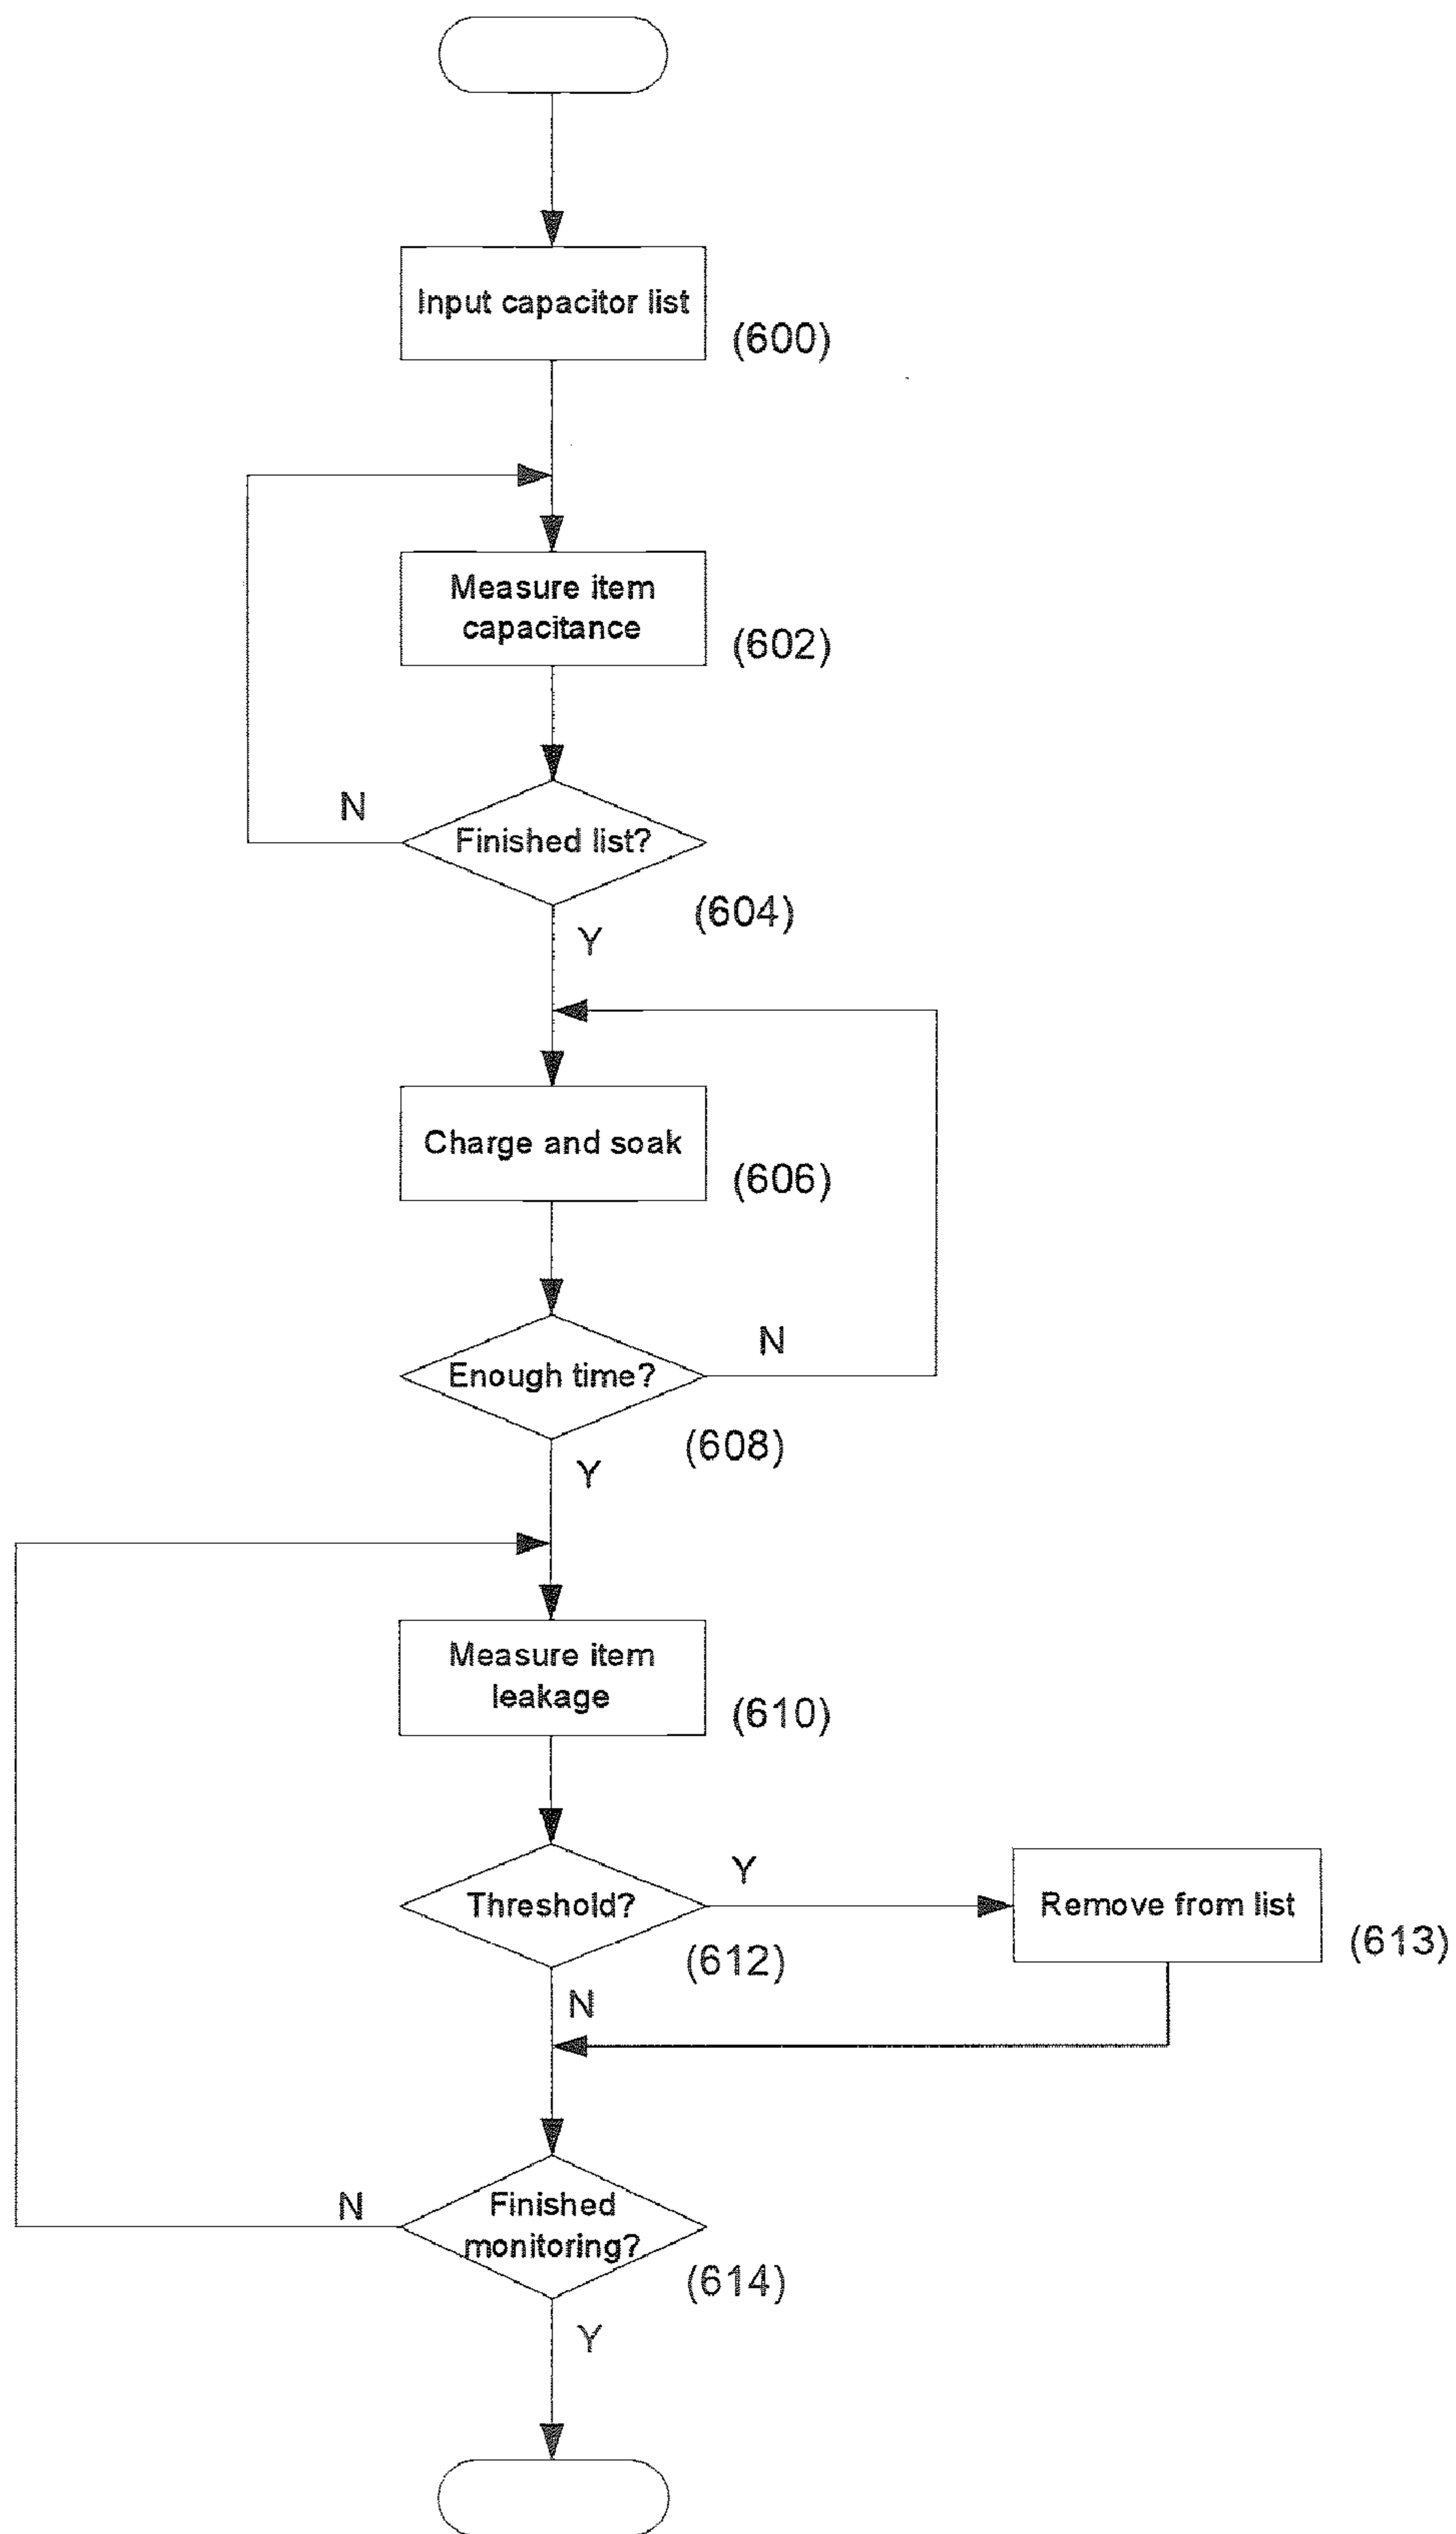 Input capacitor list
(600)
Measure item
capacitance
(602)
N
Finished list?
(604)
Y
Charge and soak
(606)
N
Enough time?
(608)
Y
Measure item
leakage
(610)
Y
Threshold?
Remove from list
(613)
(612)
N
N
Finished
monitoring?
(614)
Y